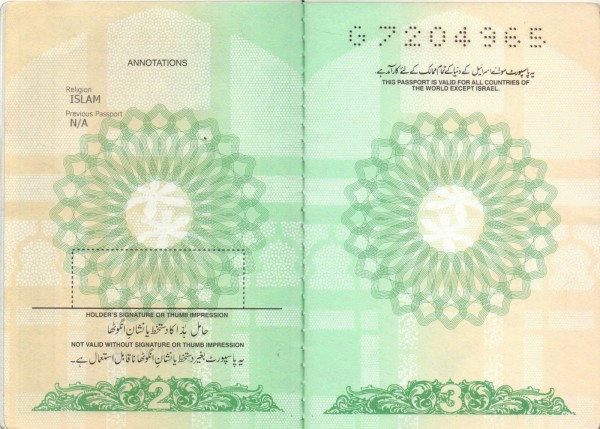 ANNOTATIONS
Religion
ISLAM
Previous Passport
N/A
HOLDER'S SIGNATURE OR THUMB IMPRESSION
حامل ہذا کا دستخط یا نشان انگوٹھا
NOT VALID WITHOUT SIGNATURE OR THUMB IMPRESSION
یہ پاسپورٹ بغیر دستخط یا نشان انگوٹھا ناقابل استعمال ہے۔
2
G7204965
یہ پاسپورٹ سوائے اسرائیل کے دنیا کے تمام ممالک کے لئے کارآمد ہے۔
THIS PASSPORT IS VALID FOR ALL COUNTRIES OF
THE WORLD EXCEPT ISRAEL.
3